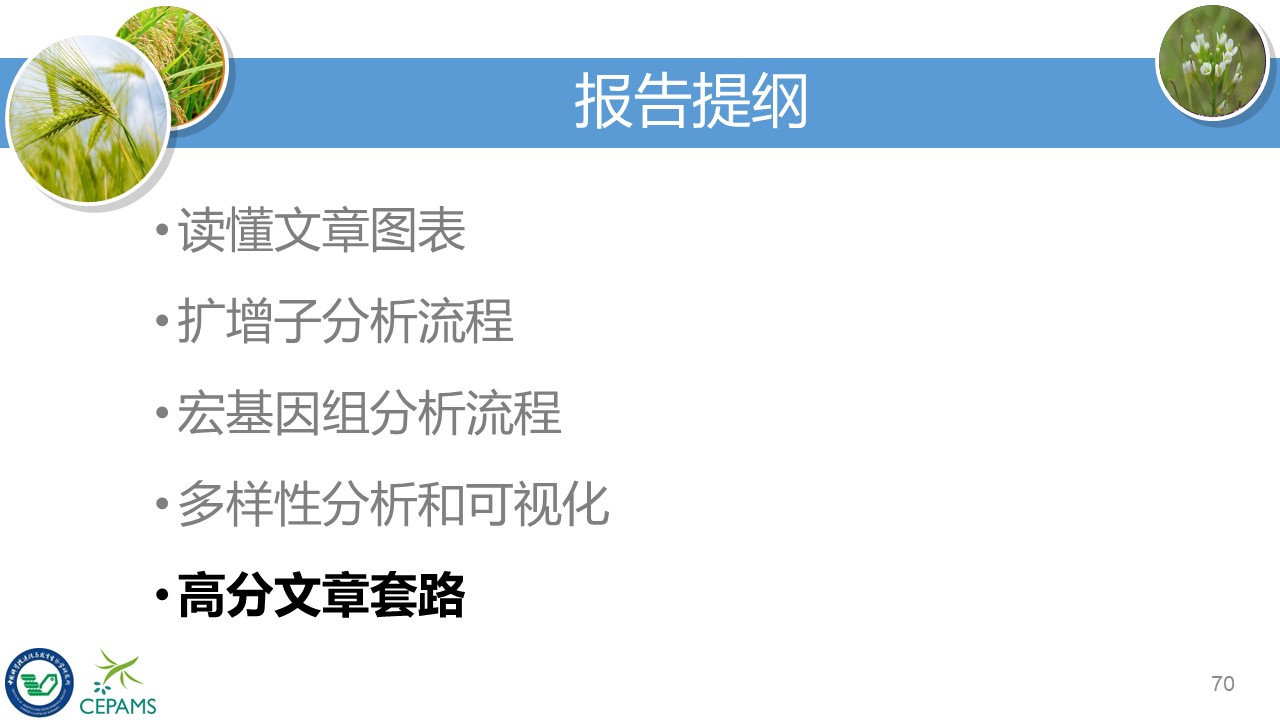 报告提纲
•读懂文章图表
•扩增子分析流程
•宏基因组分析流程
•多样性分析和可视化
•高分文章套路
CEPAMS
70